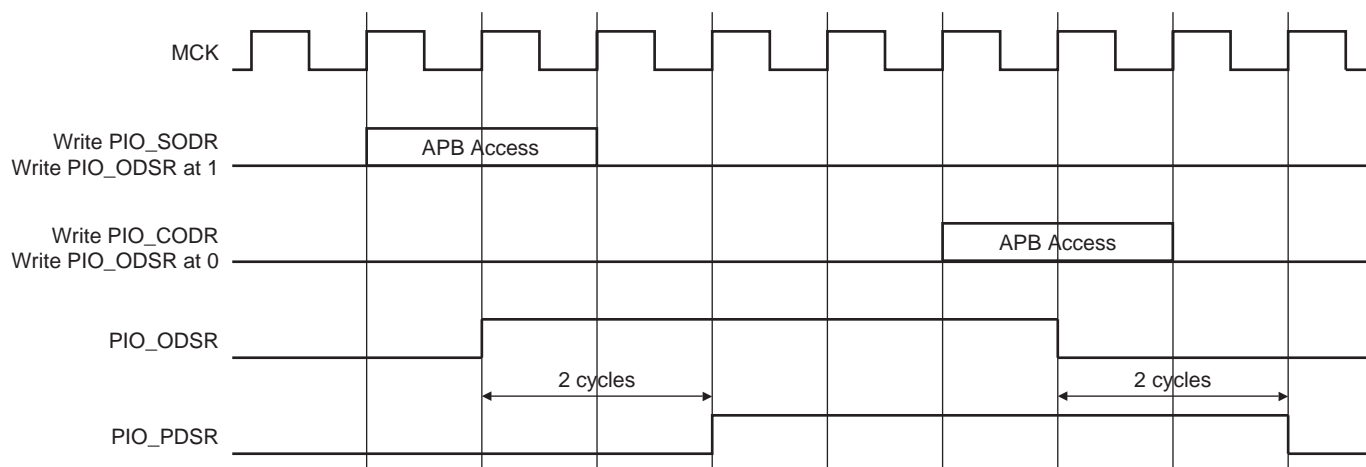 MCK
Write PIO_SODR
Write PIO_ODSR at 1
APB Access
Write PIO_CODR
Write PIO_ODSR at 0
APB Access
PIO_ODSR
2 cycles
2 cycles
PIO_PDSR